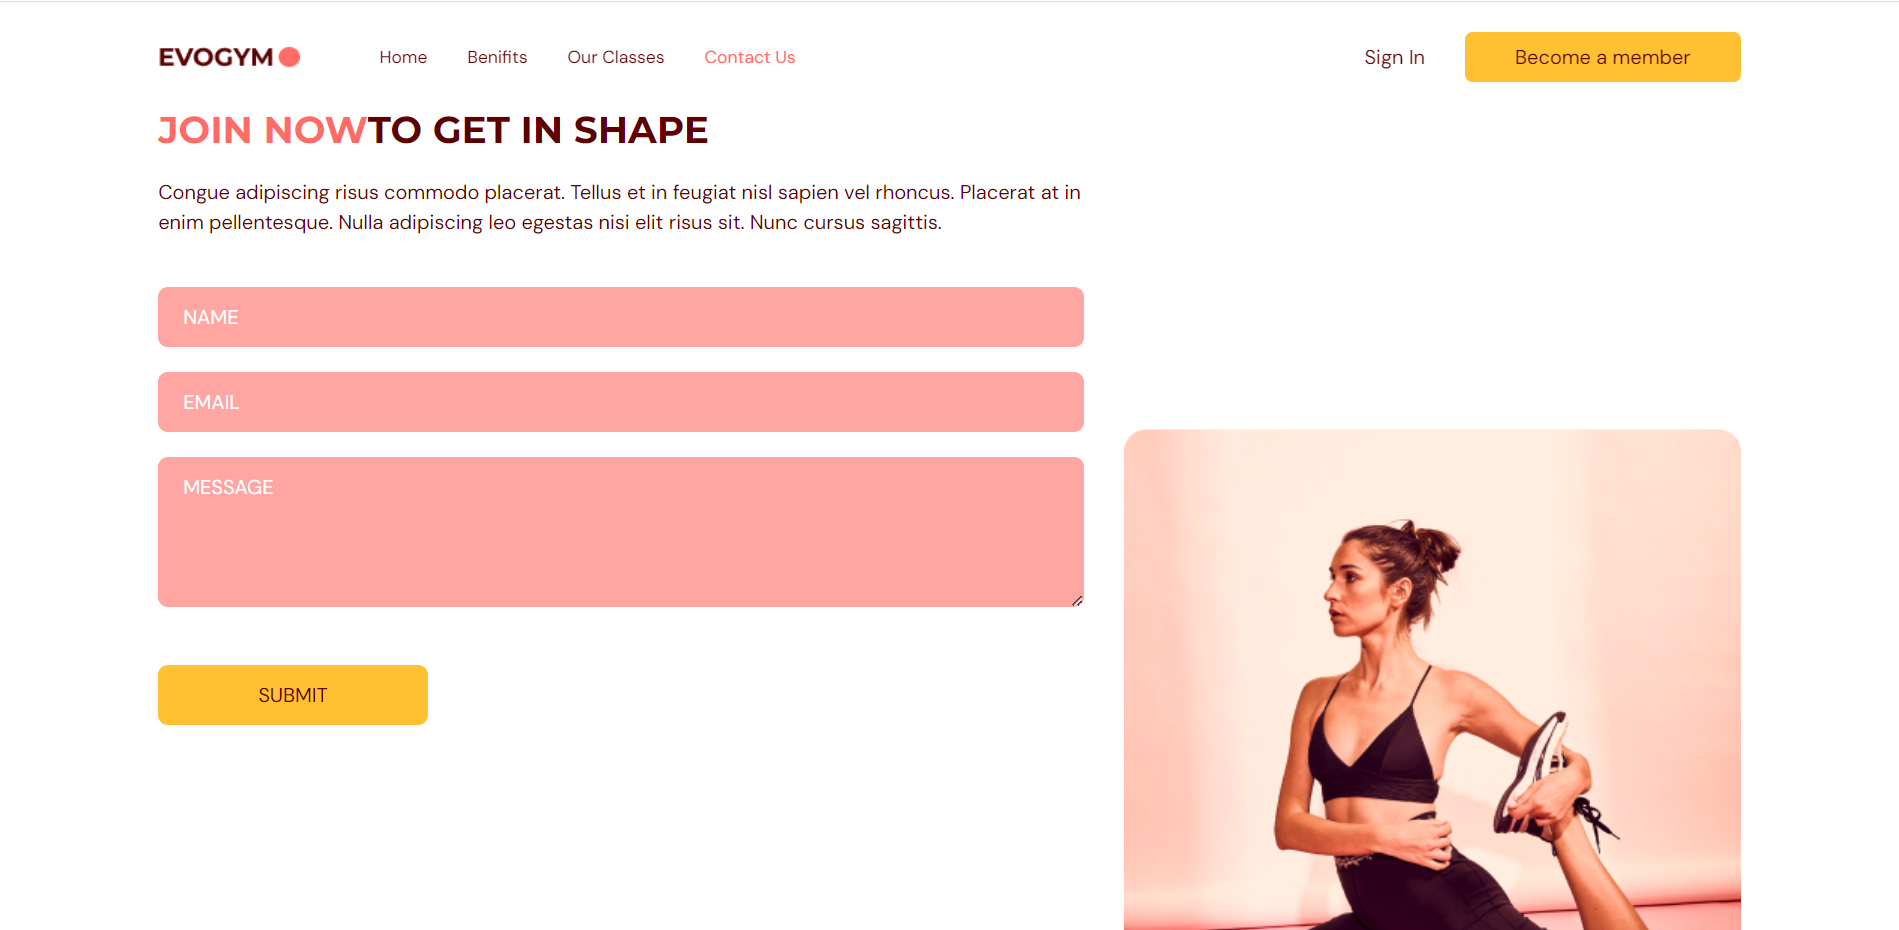 EVOGYM
Home Benifits Our Classes Contact Us
Sign In
Become a member
JOIN NOWTO GET IN SHAPE
Congue adipiscing risus commodo placerat. Tellus et in feugiat nisl sapien vel rhoncus. Placerat at in
enim pellentesque. Nulla adipiscing leo egestas nisi elit risus sit. Nunc cursus sagittis.
NAME
EMAIL
MESSAGE
SUBMIT